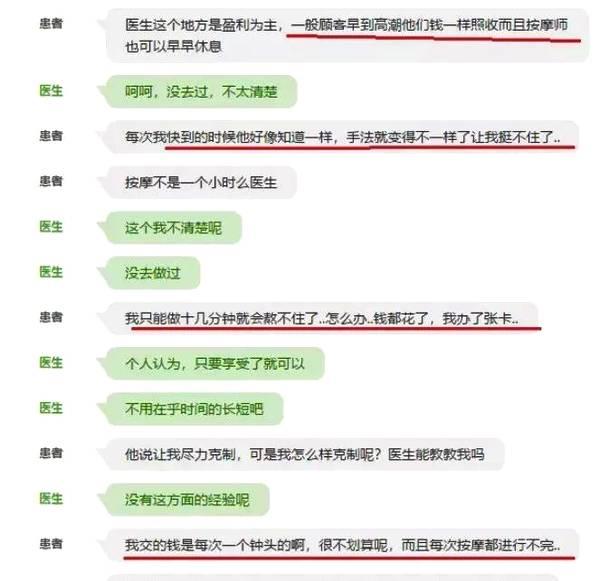 患者
医生这个地方是盈利为主，一般顾客早到高潮他们钱一样照收而且按摩师
也可以早早休息
医生
呵呵，没去过，不太清楚
患者
每次我快到的时候他好像知道一样，手法就变得不一样了让我挺不住了..
患者
按摩不是一个小时么医生
医生
这个我不清楚呢
医生
没去做过
患者
我只能做十几分钟就会熬不住了..怎么办..钱都花了，我办了张卡..
医生
个人认为，只要享受了就可以
医生
不用在乎时间的长短吧
患者
他说让我尽力克制，可是我怎么样克制呢？医生能教教我吗
医生
没有这方面的经验呢
患者
我交的钱是每次一个钟头的啊，很不划算呢，而且每次按摩都进行不完..